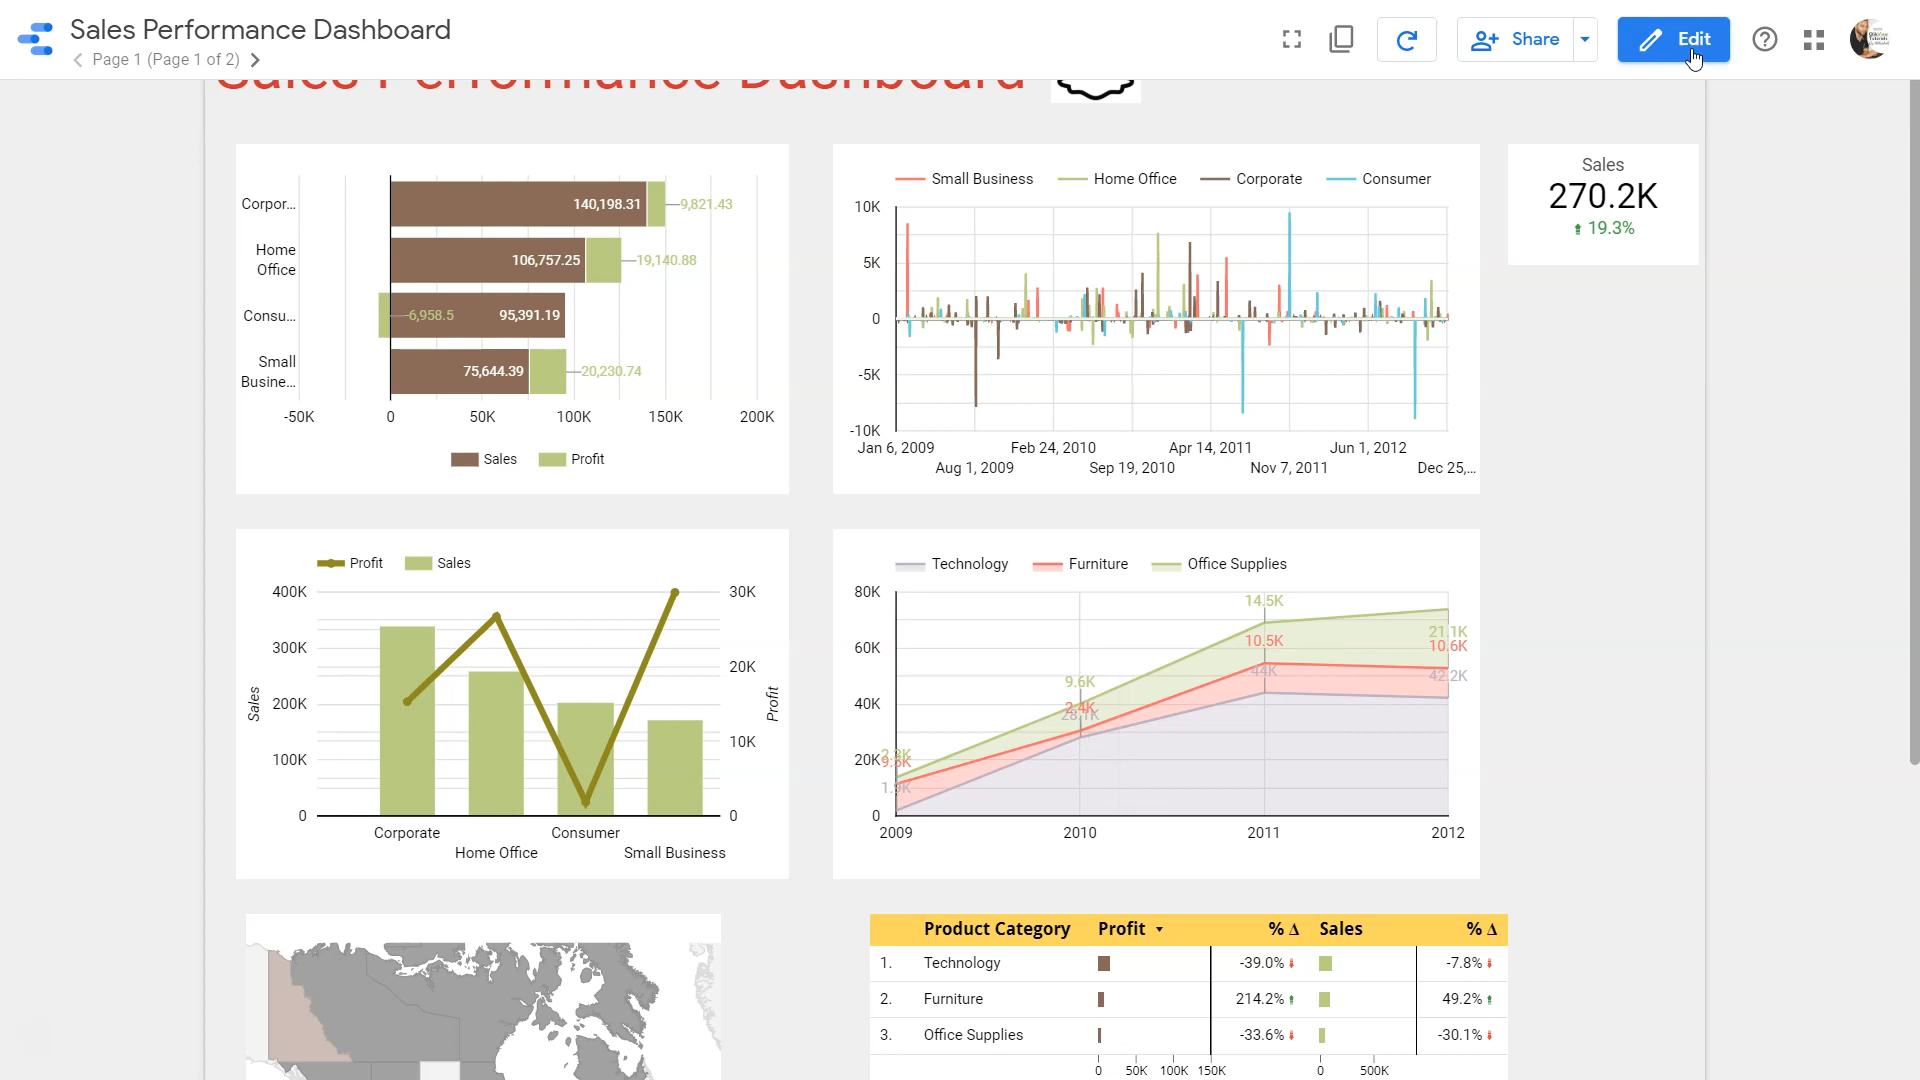 Sales Performance Dashboard
Page 1 (Page 1 of 2)
Share
Edit
Sales Performance Dashboard
Corpor...
Home
Office
Consu...
Small
Busine...
140,198.31
9,821.43
106,757.25
19,140.88
-6,958.5
95,391.19
75,644.39
20,230.74
-50K 0 50K 100K 150K 200K
Sales Profit
Small Business Home Office Corporate Consumer
10K
5K
0
-5K
-10K
Jan 6, 2009 Feb 24, 2010 Apr 14, 2011 Jun 1, 2012
Aug 1, 2009 Sep 19, 2010 Nov 7, 2011 Dec 25,...
Sales
270.2K
19.3%
Profit Sales
400K 30K
300K
20K
200K
10K
100K
0 0
Sales
Profit
Corporate Consumer
Home Office Small Business
Technology Furniture Office Supplies
80K
60K
40K
20K
0
14.5K
10.5K
44K
21.1K
10.6K
42.2K
9.6K
2.4K
28.1K
2009 2010 2011 2012
Product Category Profit % Δ Sales % Δ
1. Technology -39.0% -7.8%
2. Furniture 214.2% 49.2%
3. Office Supplies -33.6% -30.1%
0 50K 100K 150K 0 500K